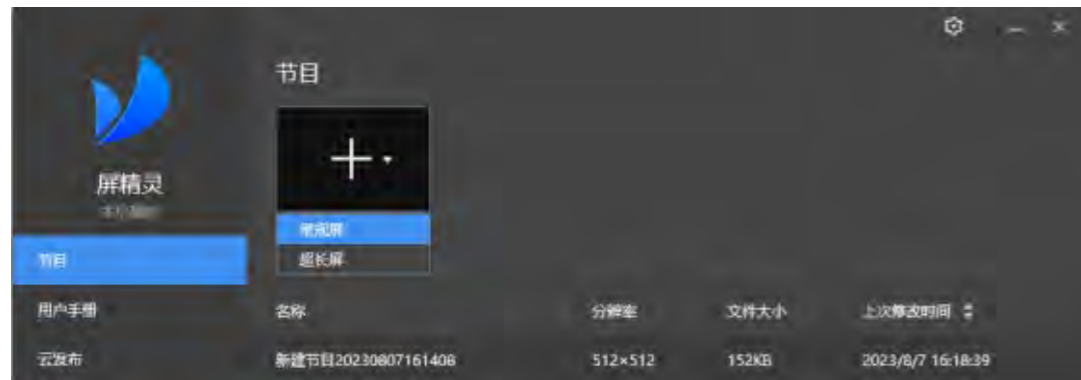 节目
屏精灵
常规屏
超长屏
节目
用户手册
云发布
名称 分辨率 文件大小 上次修改时间
新建节目20230807161408 512×512 152KB 2023/8/7 16:18:39